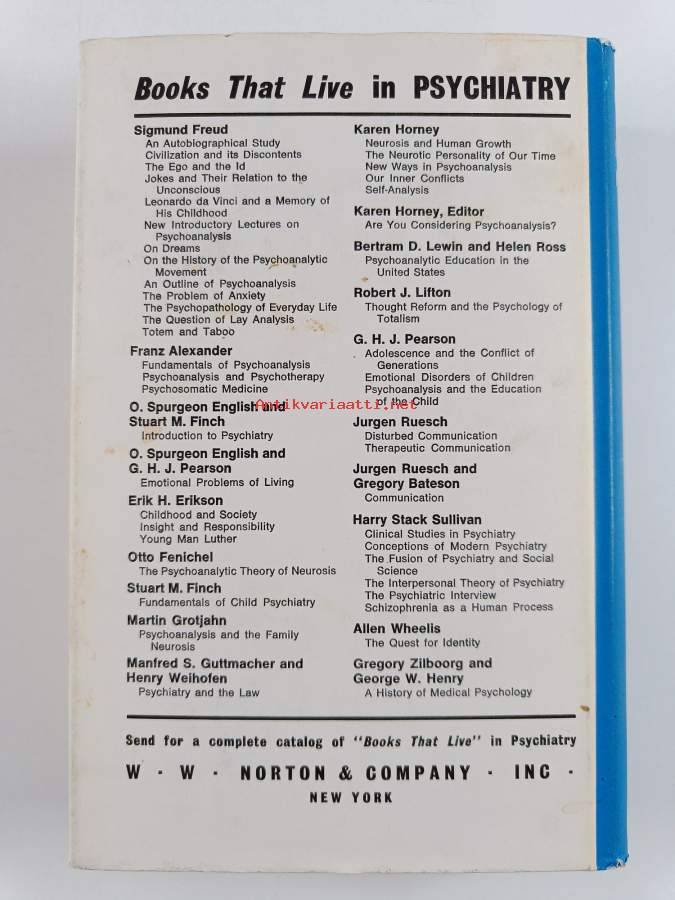 Books That Live in PSYCHIATRY
Sigmund Freud
An Autobiographical Study
Civilization and its Discontents
The Ego and the Id
Jokes and Their Relation to the
Unconscious
Leonardo da Vinci and a Memory of
His Childhood
New Introductory Lectures on
Psychoanalysis
On Dreams
On the History of the Psychoanalytic
Movement
An Outline of Psychoanalysis
The Problem of Anxiety
The Psychopathology of Everyday Life
The Question of Lay Analysis
Totem and Taboo
Franz Alexander
Fundamentals of Psychoanalysis
Psychoanalysis and Psychotherapy
Psychosomatic Medicine
O. Spurgeon English and
Stuart M. Finch
Introduction to Psychiatry
O. Spurgeon English and
G. H. J. Pearson
Emotional Problems of Living
Erik H. Erikson
Childhood and Society
Insight and Responsibility
Young Man Luther
Otto Fenichel
The Psychoanalytic Theory of Neurosis
Stuart M. Finch
Fundamentals of Child Psychiatry
Martin Grotjahn
Psychoanalysis and the Family
Neurosis
Manfred S. Guttmacher and
Henry Weihofen
Psychiatry and the Law
Karen Horney
Neurosis and Human Growth
The Neurotic Personality of Our Time
New Ways in Psychoanalysis
Our Inner Conflicts
Self-Analysis
Karen Horney, Editor
Are You Considering Psychoanalysis?
Bertram D. Lewin and Helen Ross
Psychoanalytic Education in the
United States
Robert J. Lifton
Thought Reform and the Psychology of
Totalism
G. H. J. Pearson
Adolescence and the Conflict of
Generations
Emotional Disorders of Children
Psychoanalysis and the Education
of the Child
Jurgen Ruesch
Disturbed Communication
Therapeutic Communication
Jurgen Ruesch and
Gregory Bateson
Communication
Harry Stack Sullivan
Clinical Studies in Psychiatry
Conceptions of Modern Psychiatry
The Fusion of Psychiatry and Social
Science
The Interpersonal Theory of Psychiatry
The Psychiatric Interview
Schizophrenia as a Human Process
Allen Wheelis
The Quest for Identity
Gregory Zilboorg and
George W. Henry
A History of Medical Psychology
Antikvariaatti.net
Send for a complete catalog of "Books That Live" in Psychiatry
W · W · NORTON & COMPANY · INC ·
NEW YORK